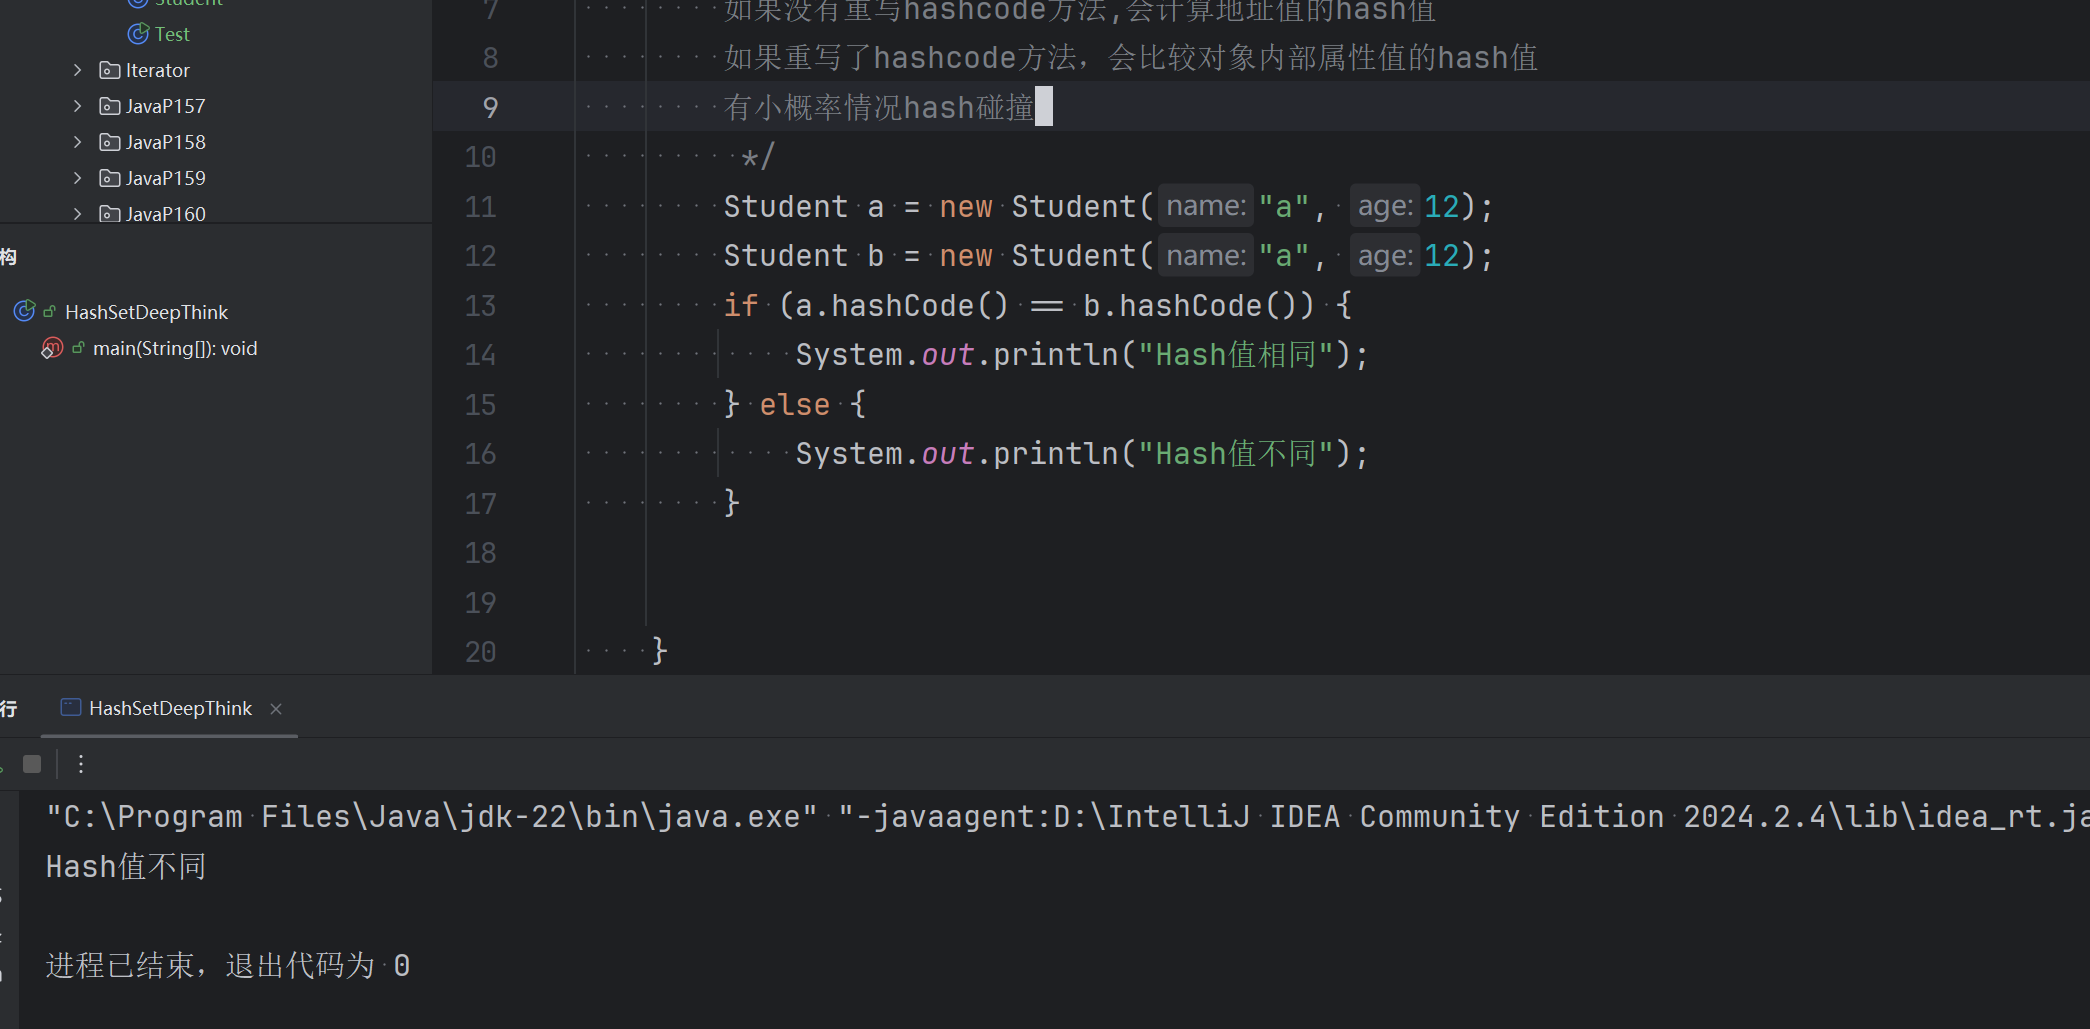 Student
Test
Iterator
JavaP157
JavaP158
JavaP159
JavaP160
构
HashSetDeepThink
main(String[]): void
7 如果没有重写hashcode方法,会计算地址值的hash值
8 如果重写了hashcode方法，会比较对象内部属性值的hash值
9 有小概率情况hash碰撞
10 */
11 Student a = new Student( name: "a", age: 12);
12 Student b = new Student( name: "a", age: 12);
13 if (a.hashCode() == b.hashCode()) {
14 System.out.println("Hash值相同");
15 } else {
16 System.out.println("Hash值不同");
17 }
18
19
20 }
行 HashSetDeepThink
"C:\Program Files\Java\jdk-22\bin\java.exe" "-javaagent:D:\IntelliJ IDEA Community Edition 2024.2.4\lib\idea_rt.ja
Hash值不同
进程已结束，退出代码为 0